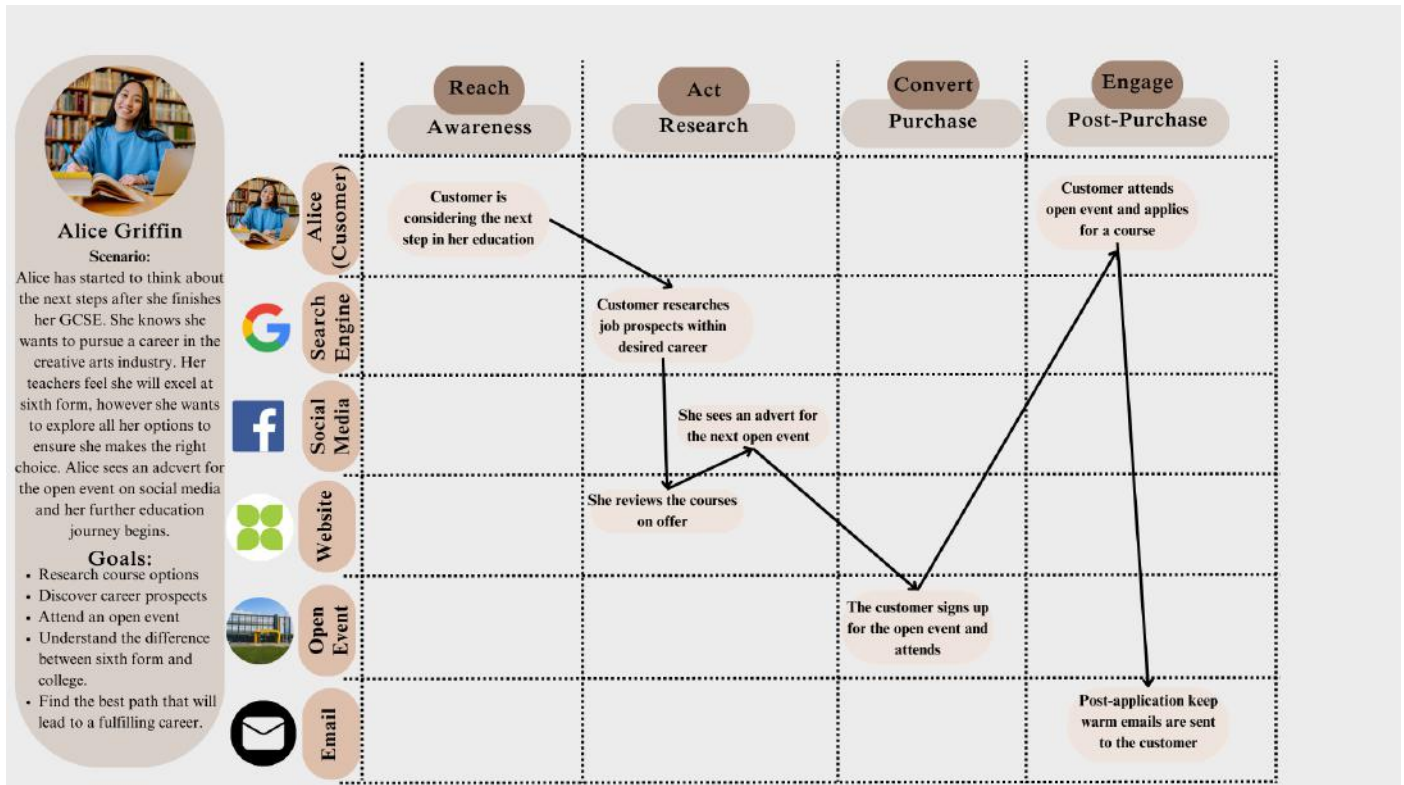 Alice Griffin
Scenario:
Alice has started to think about
the next steps after she finishes
her GCSE. She knows she
wants to pursue a career in the
creative arts industry. Her
teachers feel she will excel at
sixth form, however she wants
to explore all her options to
ensure she makes the right
choice. Alice sees an adcvert for
the open event on social media
and her further education
journey begins.
Goals:
• Research course options
• Discover career prospects
• Attend an open event
• Understand the difference
between sixth form and
college.
• Find the best path that will
lead to a fulfilling career.
Reach
Awareness
Act
Research
Convert
Purchase
Engage
Post-Purchase
Alice
(Cusomer)
Customer is
considering the next
step in her education
Customer attends
open event and applies
for a course
Search
Engine
Customer researches
job prospects within
desired career
Social
Media
She sees an advert for
the next open event
Website
She reviews the courses
on offer
Open
Event
The customer signs up
for the open event and
attends
Email
Post-application keep
warm emails are sent
to the customer